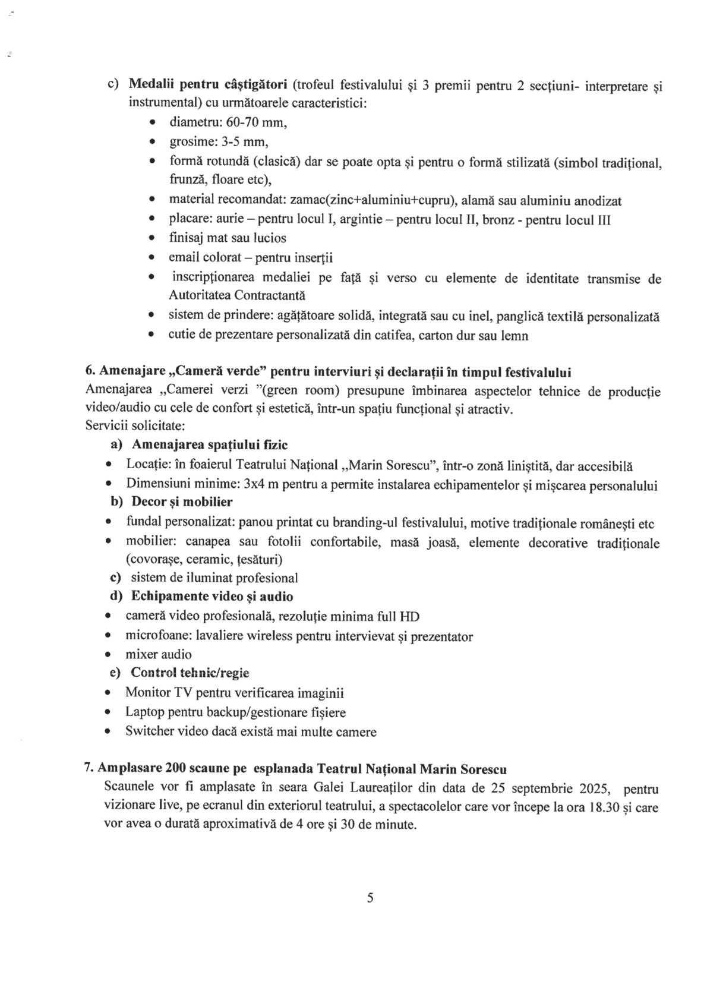 c) Medalii pentru câștigători (trofeul festivalului și 3 premii pentru 2 secțiuni- interpretare și
instrumental) cu următoarele caracteristici:
• diametru: 60-70 mm,
• grosime: 3-5 mm,
• formă rotundă (clasică) dar se poate opta și pentru o formă stilizată (simbol tradițional,
frunză, floare etc),
• material recomandat: zamac(zinc+aluminiu+cupru), alamă sau aluminiu anodizat
• placare: aurie – pentru locul I, argintie – pentru locul II, bronz - pentru locul III
• finisaj mat sau lucios
• email colorat – pentru inserții
• inscripționarea medaliei pe față și verso cu elemente de identitate transmise de
Autoritatea Contractantă
• sistem de prindere: agățătoare solidă, integrată sau cu inel, panglică textilă personalizată
• cutie de prezentare personalizată din catifea, carton dur sau lemn
6. Amenajare „Cameră verde” pentru interviuri și declarații în timpul festivalului
Amenajarea ,,Camerei verzi ”(green room) presupune îmbinarea aspectelor tehnice de producție
video/audio cu cele de confort și estetică, într-un spațiu funcțional și atractiv.
Servicii solicitate:
a) Amenajarea spațiului fizic
• Locație: în foaierul Teatrului Național ,,Marin Sorescu”, într-o zonă liniștită, dar accesibilă
• Dimensiuni minime: 3x4 m pentru a permite instalarea echipamentelor și mișcarea personalului
b) Decor și mobilier
• fundal personalizat: panou printat cu branding-ul festivalului, motive tradiționale românești etc
• mobilier: canapea sau fotolii confortabile, masă joasă, elemente decorative tradiționale
(covorașe, ceramic, țesături)
c) sistem de iluminat profesional
d) Echipamente video și audio
• cameră video profesională, rezoluție minima full HD
• microfoane: lavaliere wireless pentru intervievat și prezentator
• mixer audio
e) Control tehnic/regie
• Monitor TV pentru verificarea imaginii
• Laptop pentru backup/gestionare fișiere
• Switcher video dacă există mai multe camere
7. Amplasare 200 scaune pe esplanada Teatrul Național Marin Sorescu
Scaunele vor fi amplasate în seara Galei Laureaților din data de 25 septembrie 2025, pentru
vizionare live, pe ecranul din exteriorul teatrului, a spectacolelor care vor începe la ora 18.30 și care
vor avea o durată aproximativă de 4 ore și 30 de minute.
5